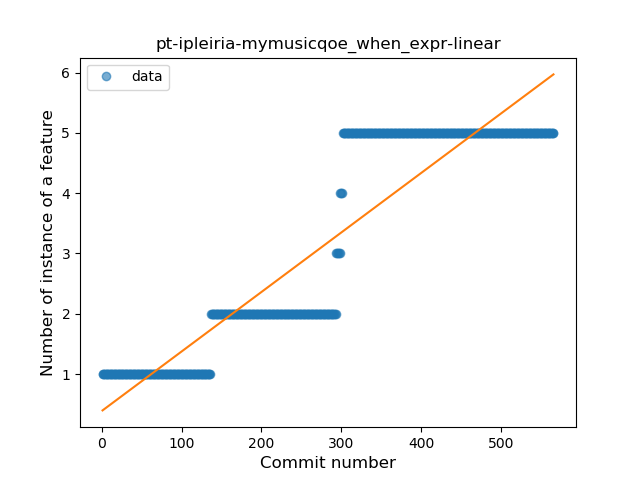 pt-ipleiria-mymusicqoe_when_expr-linear
data
Number of instance of a feature
6
5
4
3
2
1
0 100 200 300 400 500
Commit number